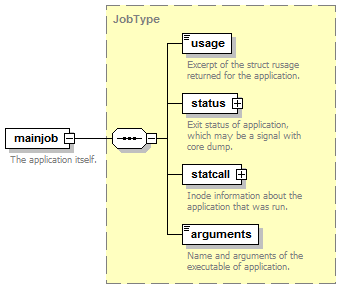 JobType
usage
Excerpt of the struct rusage
returned for the application.
status
Exit status of application,
which may be a signal with
core dump.
mainjob
The application itself.
statcall
Inode information about the
application that was run.
arguments
Name and arguments of the
executable of application.